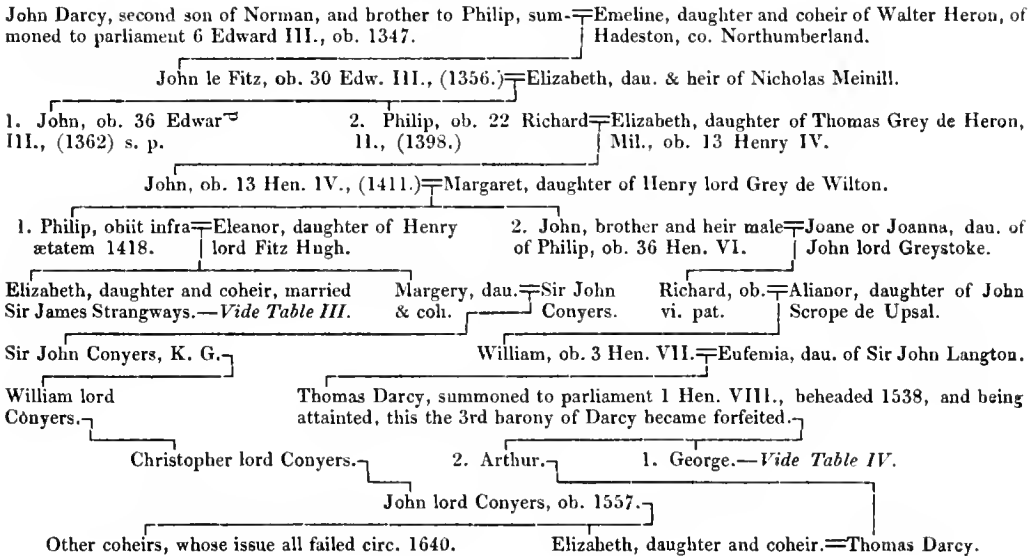 John Darcy, second son of Norman, and brother to Philip, sum- Emeline, daughter and coheir of Walter Heron, of
moned to parliament 6 Edward III., ob. 1347. Hadeston, co. Northumberland.
John le Fitz, ob. 30 Edw. III., (1356.) Elizabeth, dau. & heir of Nicholas Meinill.
1. John, ob. 36 Edwar 2. Philip, ob. 22 Richard Elizabeth, daughter of Thomas Grey de Heron,
III., (1362) s. p. II., (1398.) Mil., ob. 13 Henry IV.
John, ob. 13 Hen. IV., (1411.) Margaret, daughter of Henry lord Grey de Wilton.
1. Philip, obiit infra Eleanor, daughter of Henry 2. John, brother and heir male Joane or Joanna, dau. of
ætatem 1418. lord Fitz Hugh. of Philip, ob. 36 Hen. VI. John lord Greystoke.
Elizabeth, daughter and coheir, married Margery, dau. Sir John Richard, ob. Alianor, daughter of John
Sir James Strangways.—Vide Table III. & coh. Conyers. vi. pat. Scrope de Upsal.
Sir John Conyers, K. G. William, ob. 3 Hen. VII. Eufemia, dau. of Sir John Langton.
William lord Thomas Darcy, summoned to parliament 1 Hen. VIII., beheaded 1538, and being
Conyers. attainted, this the 3rd barony of Darcy became forfeited.
Christopher lord Conyers. 2. Arthur. 1. George.—Vide Table IV.
John lord Conyers, ob. 1557.
Other coheirs, whose issue all failed circ. 1640. Elizabeth, daughter and coheir. Thomas Darcy.